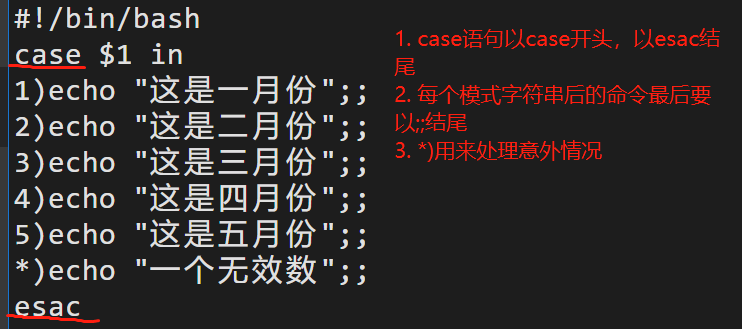 #!/bin/bash
case $1 in
1)echo "这是一月份";;
2)echo "这是二月份";;
3)echo "这是三月份";;
4)echo "这是四月份";;
5)echo "这是五月份";;
*)echo "一个无效数";;
esac
1. case语句以case开头，以esac结
尾
2. 每个模式字符串后的命令最后要
以;;结尾
3. *)用来处理意外情况